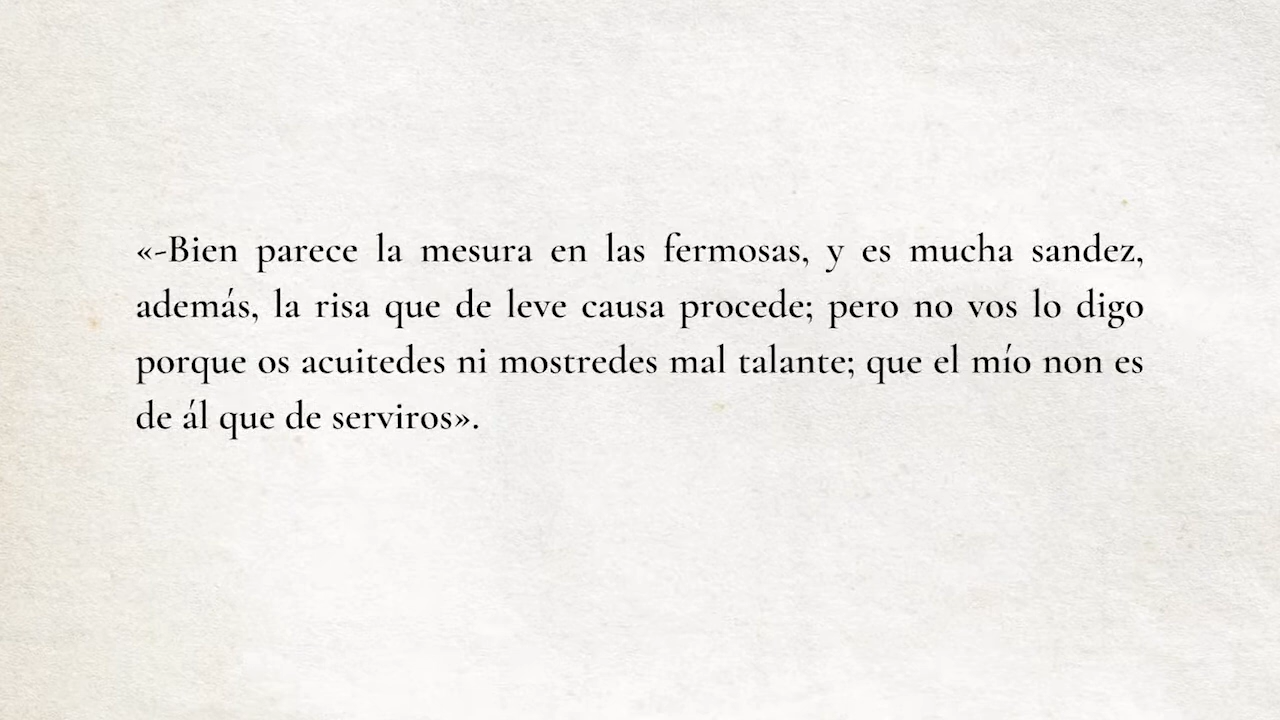 «-Bien parece la mesura en las fermosas, y es mucha sandez,
además, la risa que de leve causa procede; pero no vos lo digo
porque os acuitedes ni mostredes mal talante; que el mío non es
de ál que de serviros».